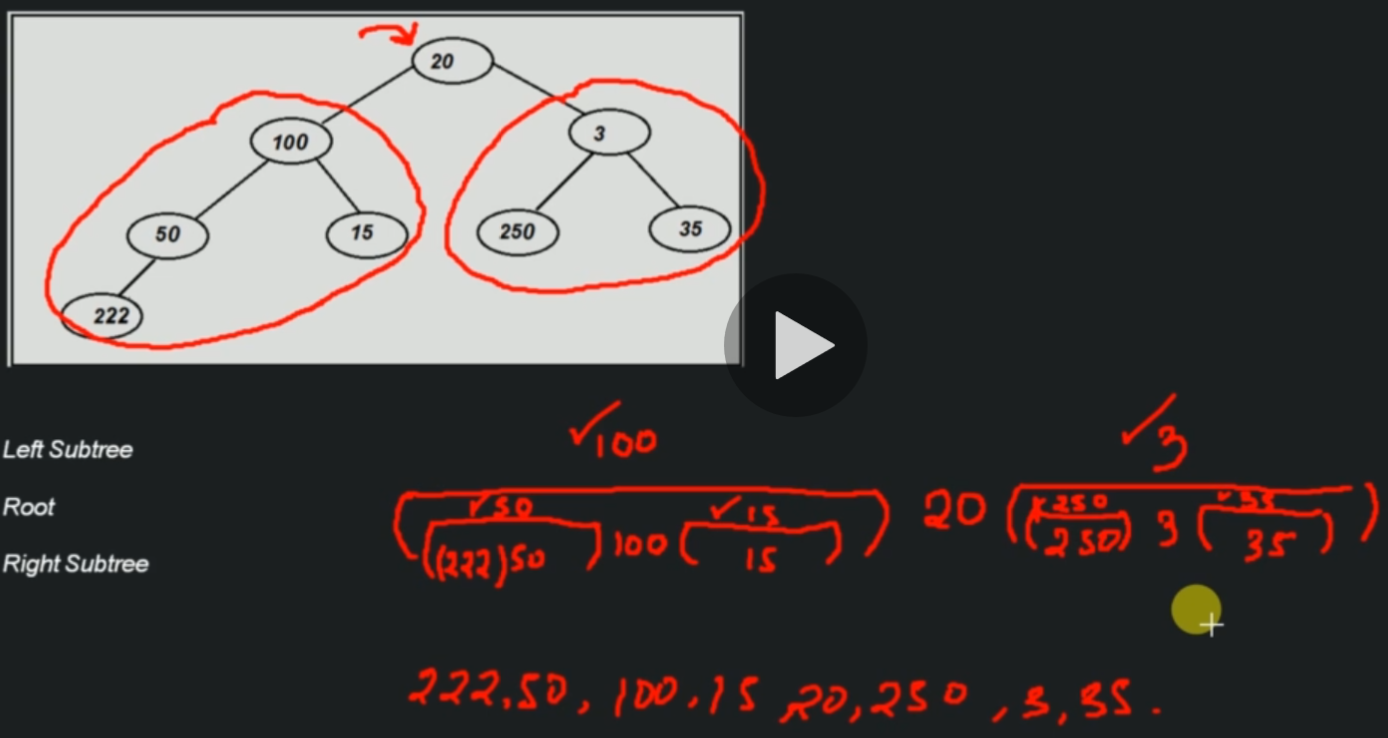 20
100 3
50 15 250 35
222
100 3
Left Subtree
50 15 250 35
Root
((222)50) 100 (15) 20 ((250) 3 (35))
Right Subtree
222,50, 100,15 20,250 ,3,35.